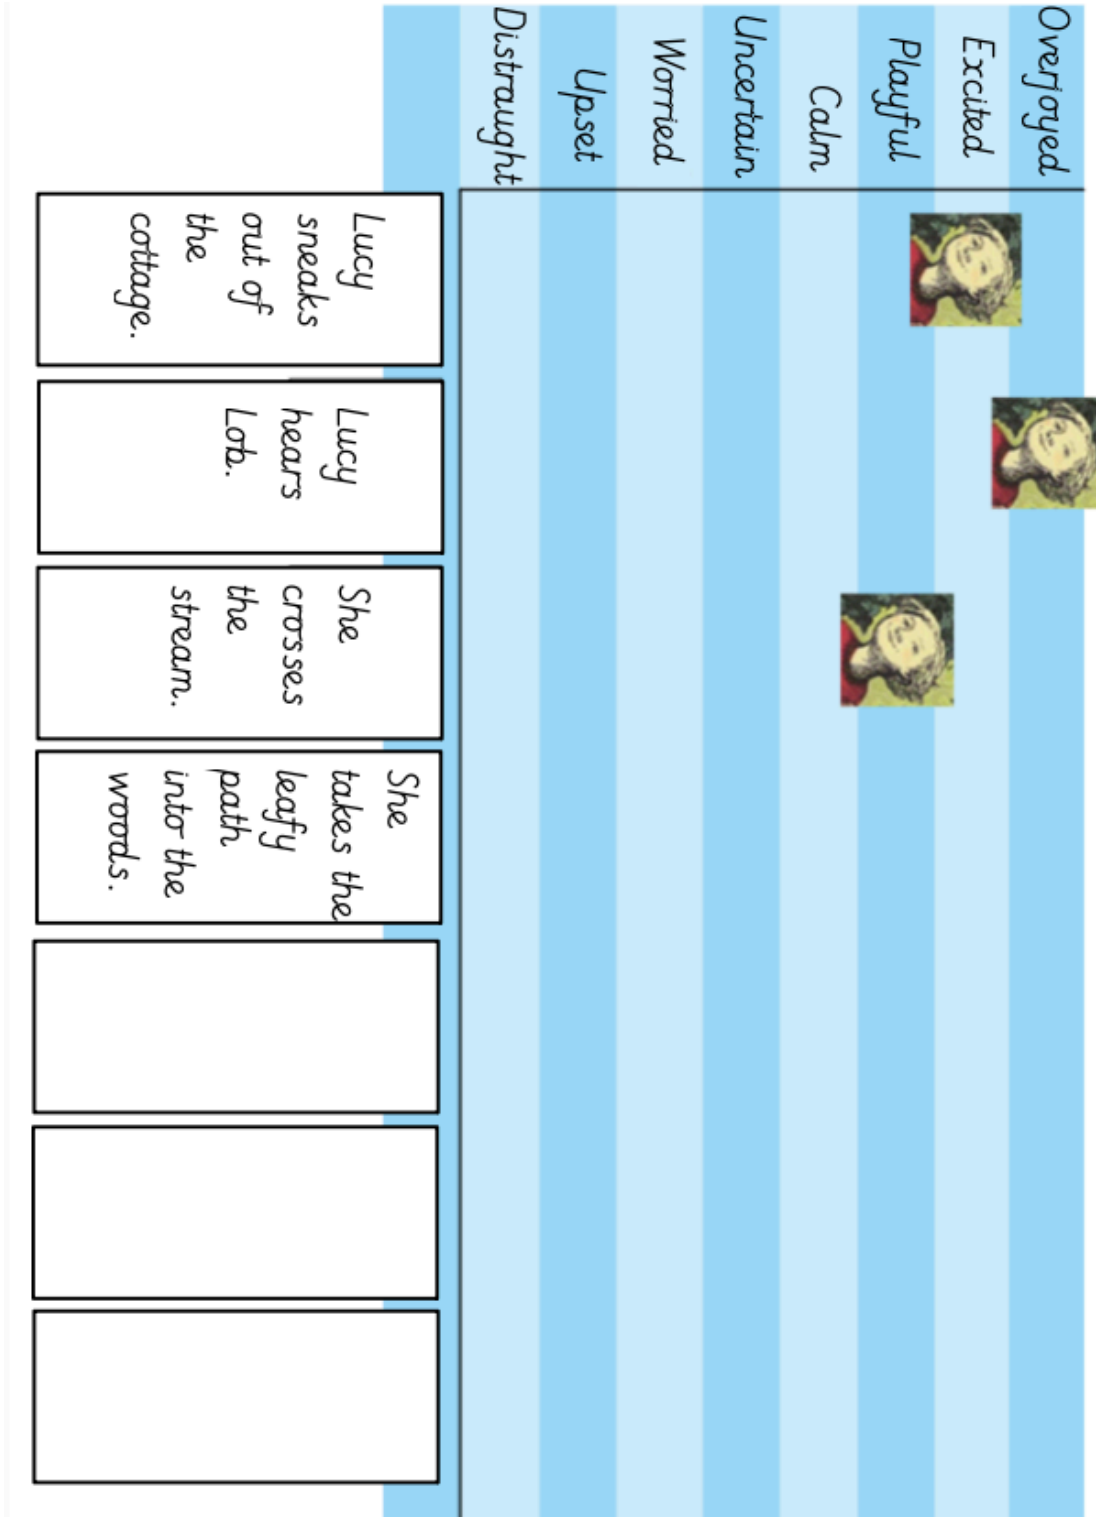 Overjoyed
Excited
Playful
Calm
Uncertain
Worried
Upset
Distraught
Lucy
sneaks
out of
the
cottage.
Lucy
hears
Lob.
She
crosses
the
stream.
She
takes the
leafy
path
into the
woods.